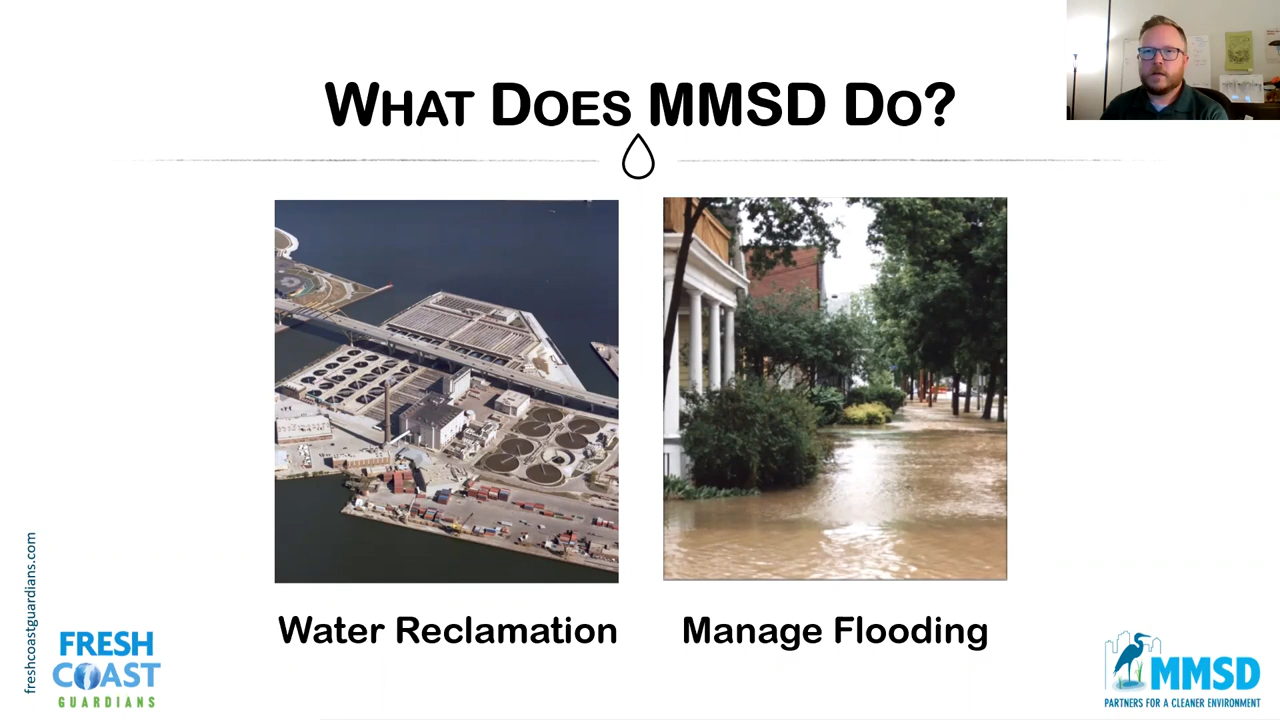 WHAT DOES MMSD DO?
Water Reclamation
Manage Flooding
freshcoastguardians.com
FRESH
COAST
GUARDIANS
MMSD
PARTNERS FOR A CLEANER ENVIRONMENT